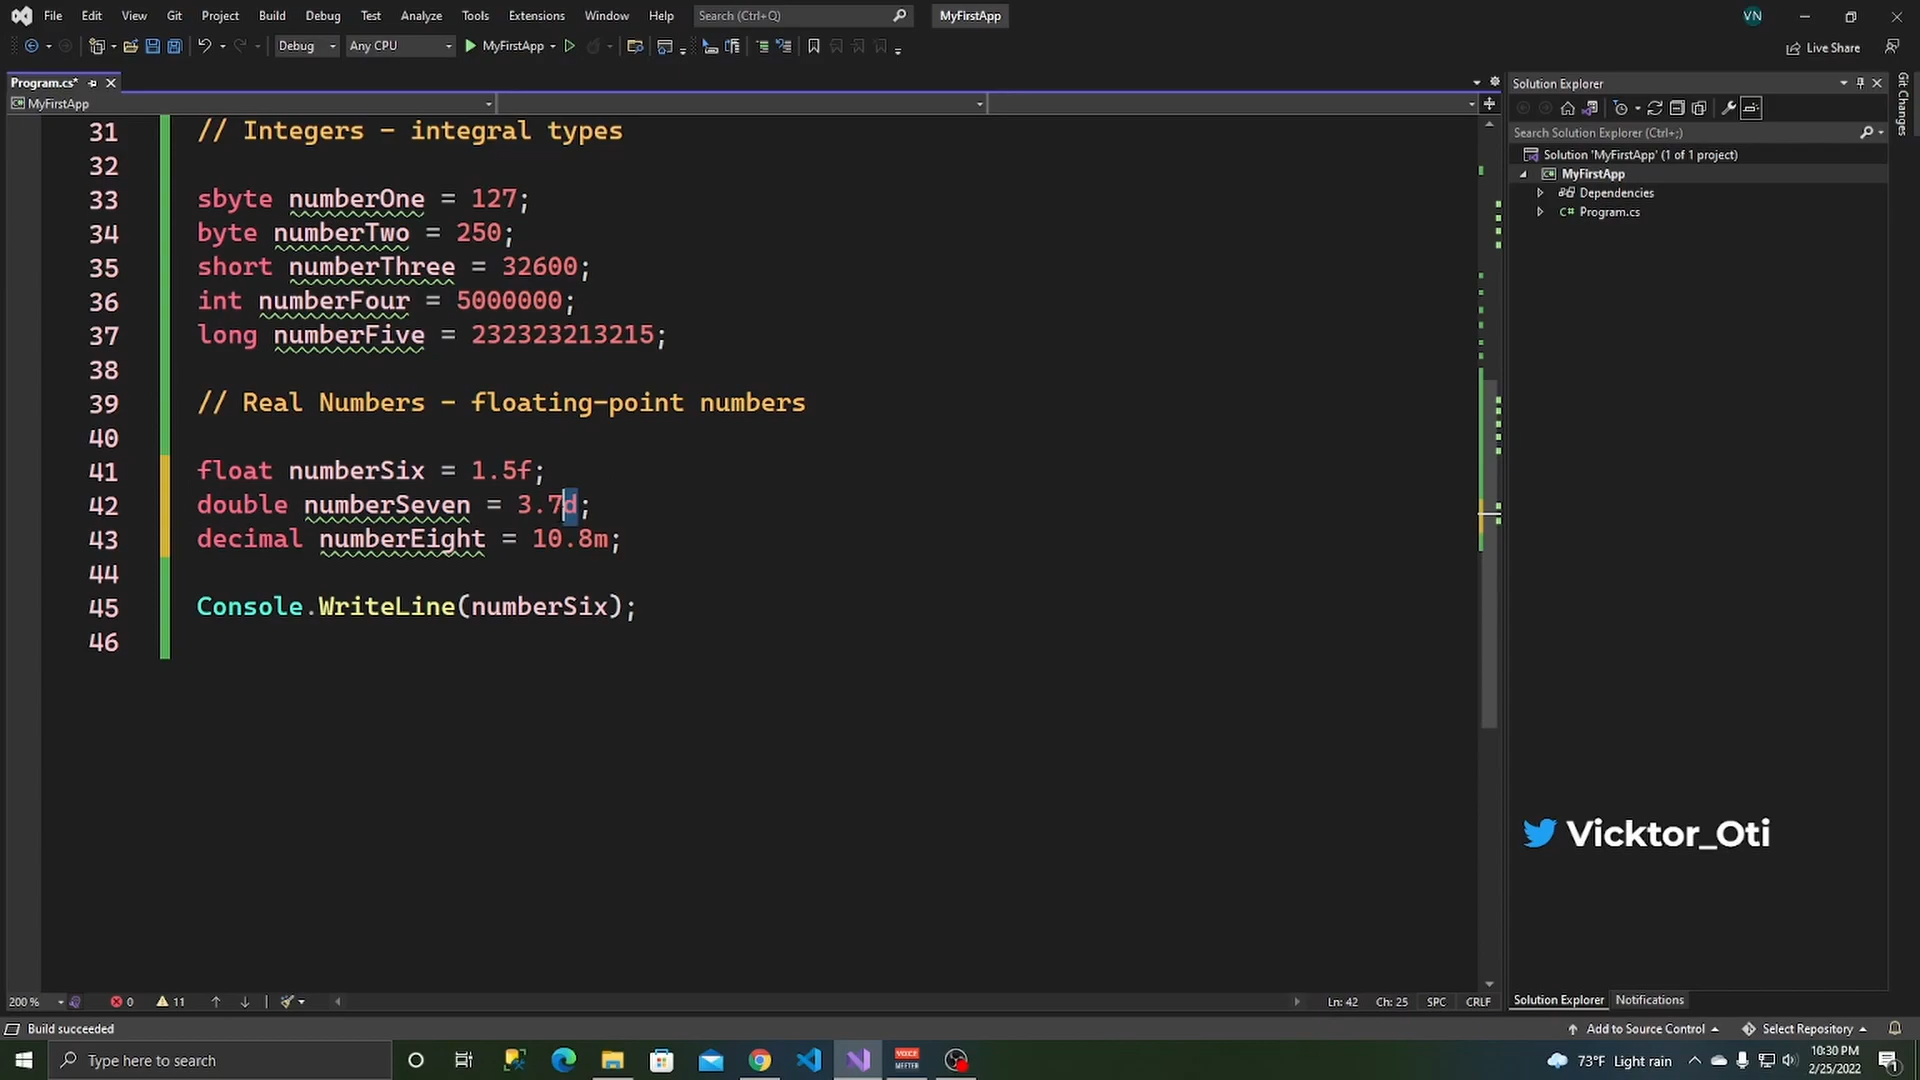 File Edit View Git Project Build Debug Test Analyze Tools Extensions Window Help Search (Ctrl+Q) MyFirstApp VN
Debug Any CPU MyFirstApp Live Share
Program.cs*
MyFirstApp
31 // Integers - integral types
32
33 sbyte numberOne = 127;
34 byte numberTwo = 250;
35 short numberThree = 32600;
36 int numberFour = 5000000;
37 long numberFive = 232323213215;
38
39 // Real Numbers - floating-point numbers
40
41 float numberSix = 1.5f;
42 double numberSeven = 3.7d;
43 decimal numberEight = 10.8m;
44
45 Console.WriteLine(numberSix);
46
Solution Explorer
Search Solution Explorer (Ctrl+;)
Solution 'MyFirstApp' (1 of 1 project)
MyFirstApp
Dependencies
C# Program.cs
Git Changes
Vicktor_Oti
200 % 0 11 Ln: 42 Ch: 25 SPC CRLF
Solution Explorer Notifications
Build succeeded Add to Source Control Select Repository
Type here to search VOICE MEETER 73°F Light rain 10:30 PM
2/25/2022
1